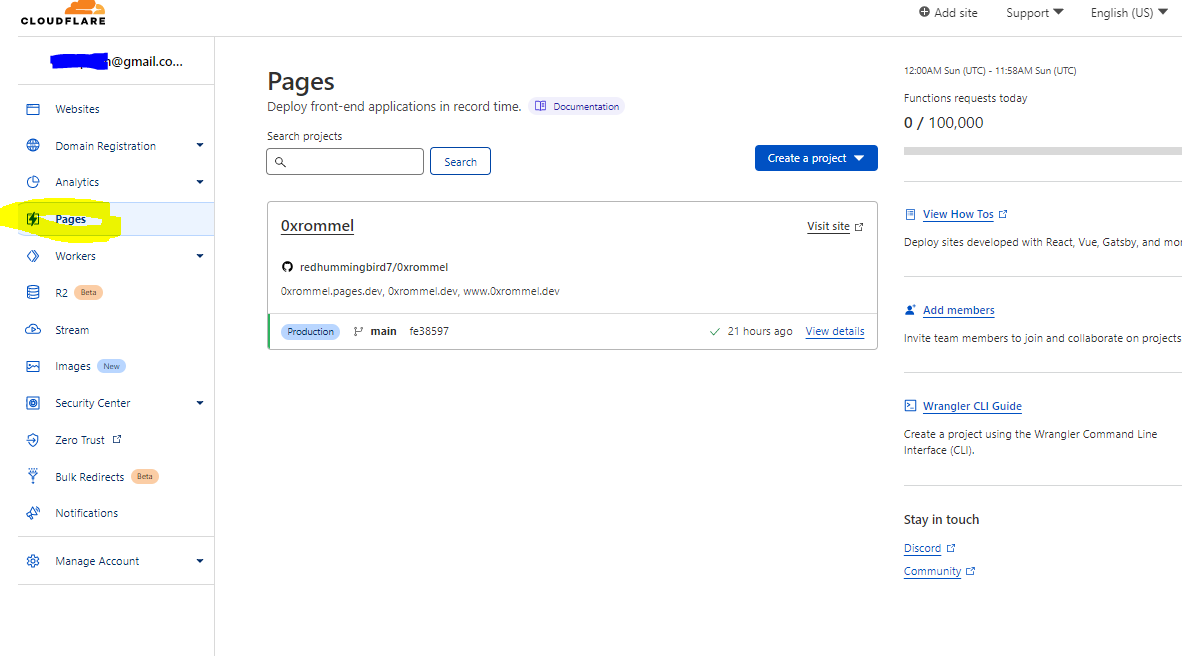 CLOUDFLARE
Add site Support English (US)
@gmail.co...
Websites
Domain Registration
Analytics
Pages
Workers
R2 Beta
Stream
Images New
Security Center
Zero Trust
Bulk Redirects Beta
Notifications
Manage Account
Pages
Deploy front-end applications in record time. Documentation
Search projects
Search
Create a project
0xrommel
Visit site
redhummingbird7/0xrommel
0xrommel.pages.dev, 0xrommel.dev, www.0xrommel.dev
Production main fe38597 21 hours ago View details
12:00AM Sun (UTC) - 11:58AM Sun (UTC)
Functions requests today
0 / 100,000
View How Tos
Deploy sites developed with React, Vue, Gatsby, and mo
Add members
Invite team members to join and collaborate on projects
Wrangler CLI Guide
Create a project using the Wrangler Command Line
Interface (CLI).
Stay in touch
Discord
Community